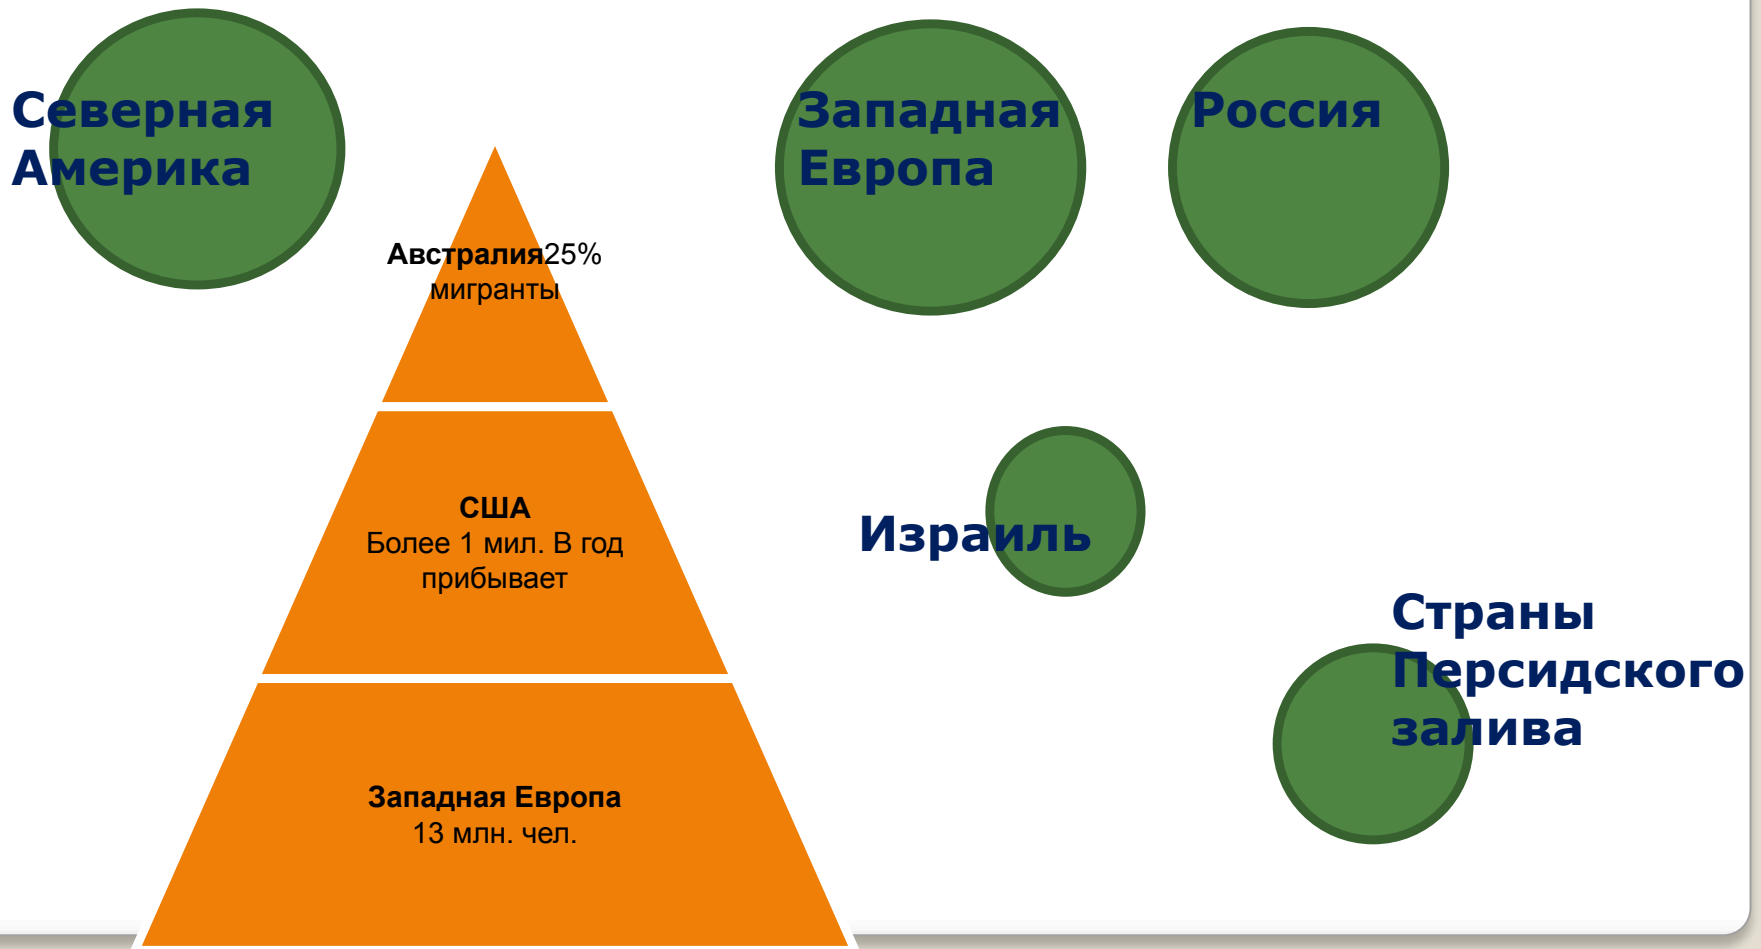 Северная
Америка
Западная
Европа
Россия
Австралия25%
мигранты
США
Более 1 мил. В год
прибывает
Израиль
Страны
Персидского
залива
Западная Европа
13 млн. чел.